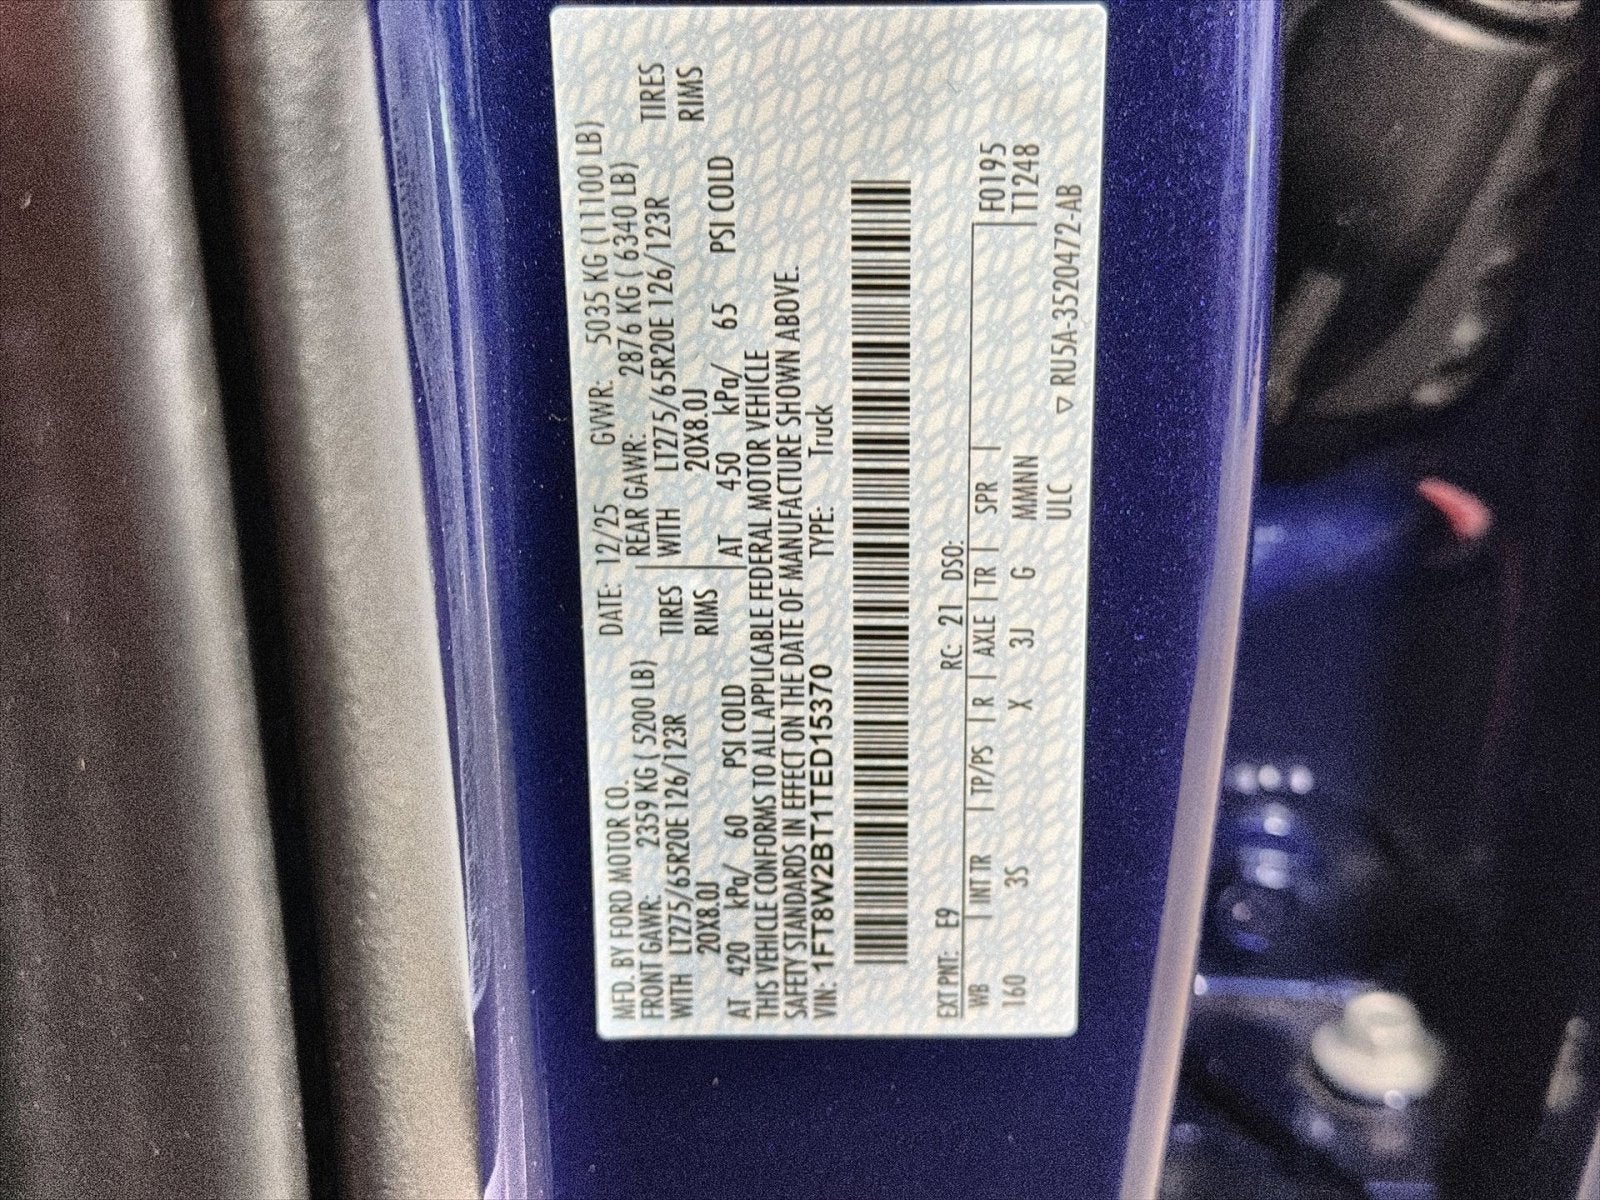 MFD. BY FORD MOTOR CO. DATE: 12/25 GVWR: 5035 KG (11100 LB)
FRONT GAWR: 2359 KG ( 5200 LB) REAR GAWR: 2876 KG ( 6340 LB)
WITH LT275/65R20E 126/123R TIRES WITH LT275/65R20E 126/123R TIRES
20X8.0J RIMS 20X8.0J RIMS
AT 420 kPa/ 60 PSI COLD AT 450 kPa/ 65 PSI COLD
THIS VEHICLE CONFORMS TO ALL APPLICABLE FEDERAL MOTOR VEHICLE
SAFETY STANDARDS IN EFFECT ON THE DATE OF MANUFACTURE SHOWN ABOVE.
VIN: 1FT8W2BT1TED15370 TYPE: Truck
EXT PNT: E9 RC: 21 DSO: F0195
WB INT TR TP/PS R AXLE TR SPR T1248
160 3S X 3J G MMNN
ULC ▽ RU5A-3520472-AB